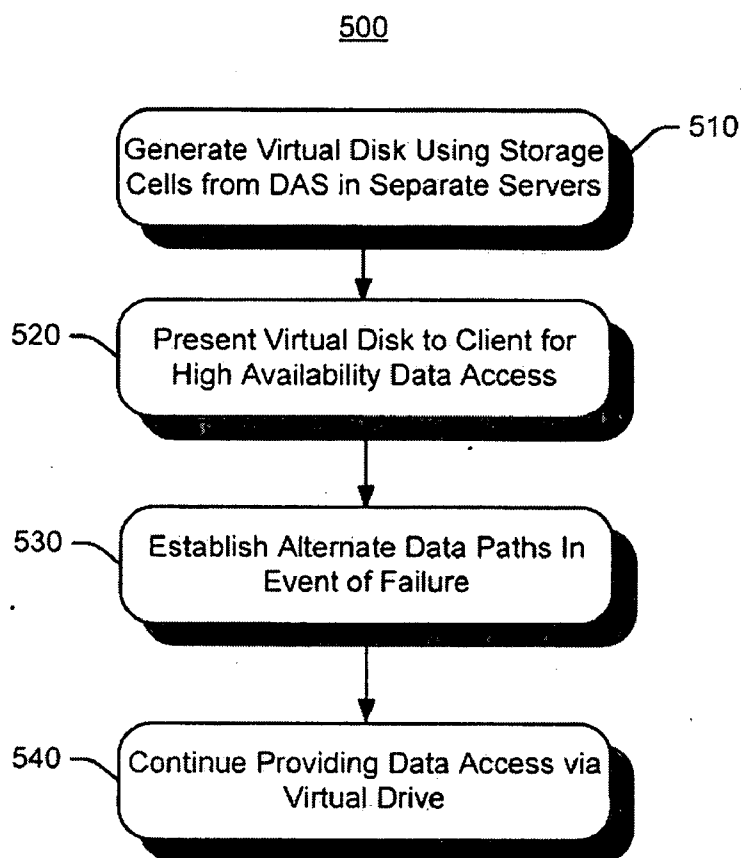 500
510
Generate Virtual Disk Using Storage
Cells from DAS in Separate Servers
520
Present Virtual Disk to Client for
High Availability Data Access
530
Establish Alternate Data Paths In
Event of Failure
540
Continue Providing Data Access via
Virtual Drive